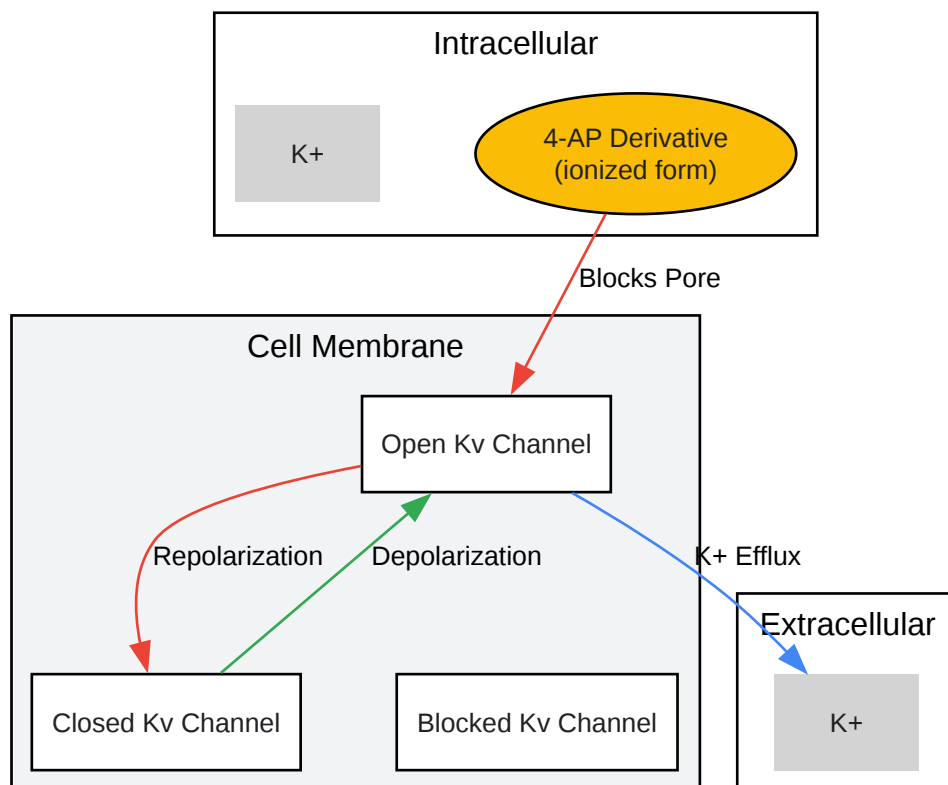 Intracellular
K+
4-AP Derivative
(ionized form)
Blocks Pore
Cell Membrane
Open Kv Channel
Repolarization
Depolarization
K+ Efflux
Extracellular
Closed Kv Channel
Blocked Kv Channel
K+